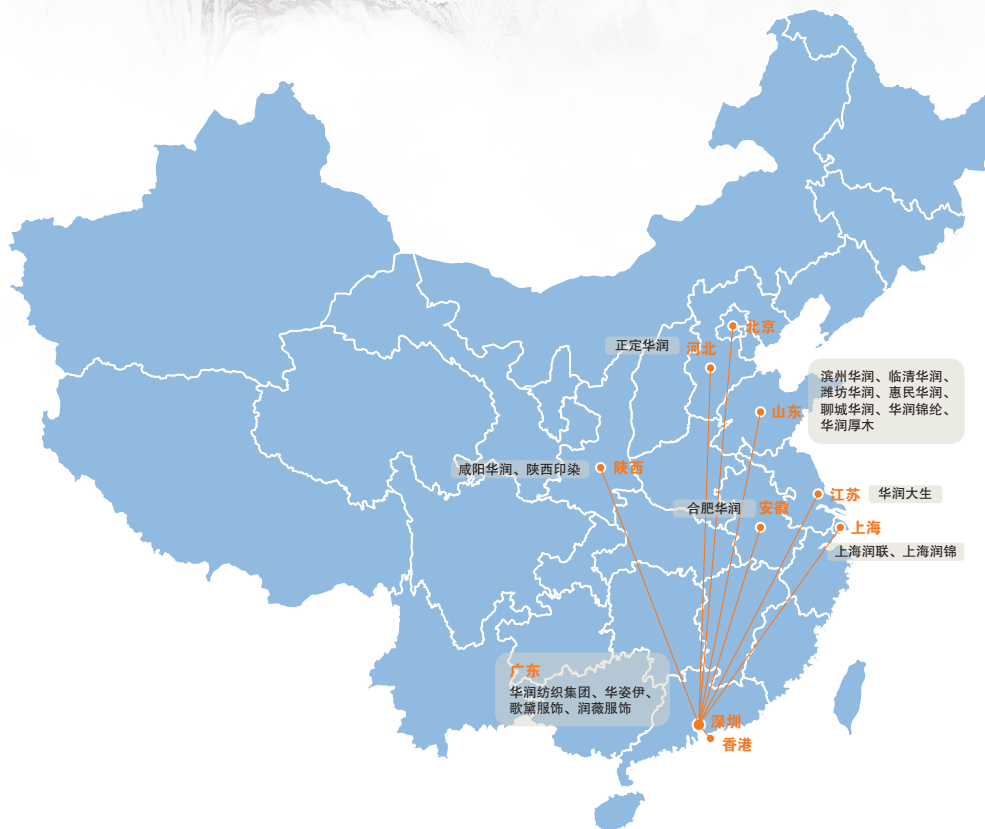 北京
正定华润
河北
滨州华润、临清华润、
潍坊华润、惠民华润、
聊城华润、华润锦纶、
华润厚木
山东
咸阳华润、陕西印染
陕西
江苏
华润大生
合肥华润
安徽
上海
上海润联、上海润锦
广东
华润纺织集团、华姿伊、
歌黛服饰、润薇服饰
深圳
香港